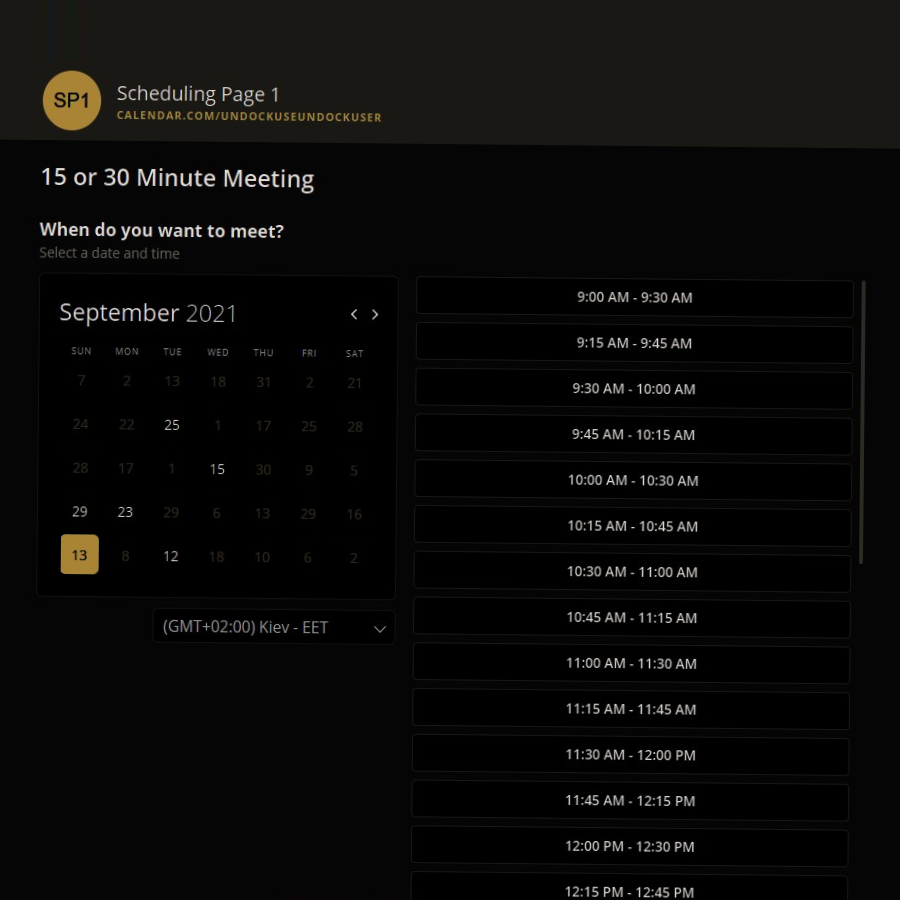 SP1
Scheduling Page 1
CALENDAR.COM/UNDOCKUSEUNDOCKUSER
15 or 30 Minute Meeting
When do you want to meet?
Select a date and time
September 2021
SUN MON TUE WED THU FRI SAT
7 2 13 18 31 2 21
24 22 25 1 17 25 28
28 17 1 15 30 9 5
29 23 29 6 13 29 16
13 8 12 18 10 6 2
(GMT+02:00) Kiev - EET
9:00 AM - 9:30 AM
9:15 AM - 9:45 AM
9:30 AM - 10:00 AM
9:45 AM - 10:15 AM
10:00 AM - 10:30 AM
10:15 AM - 10:45 AM
10:30 AM - 11:00 AM
10:45 AM - 11:15 AM
11:00 AM - 11:30 AM
11:15 AM - 11:45 AM
11:30 AM - 12:00 PM
11:45 AM - 12:15 PM
12:00 PM - 12:30 PM
12:15 PM - 12:45 PM